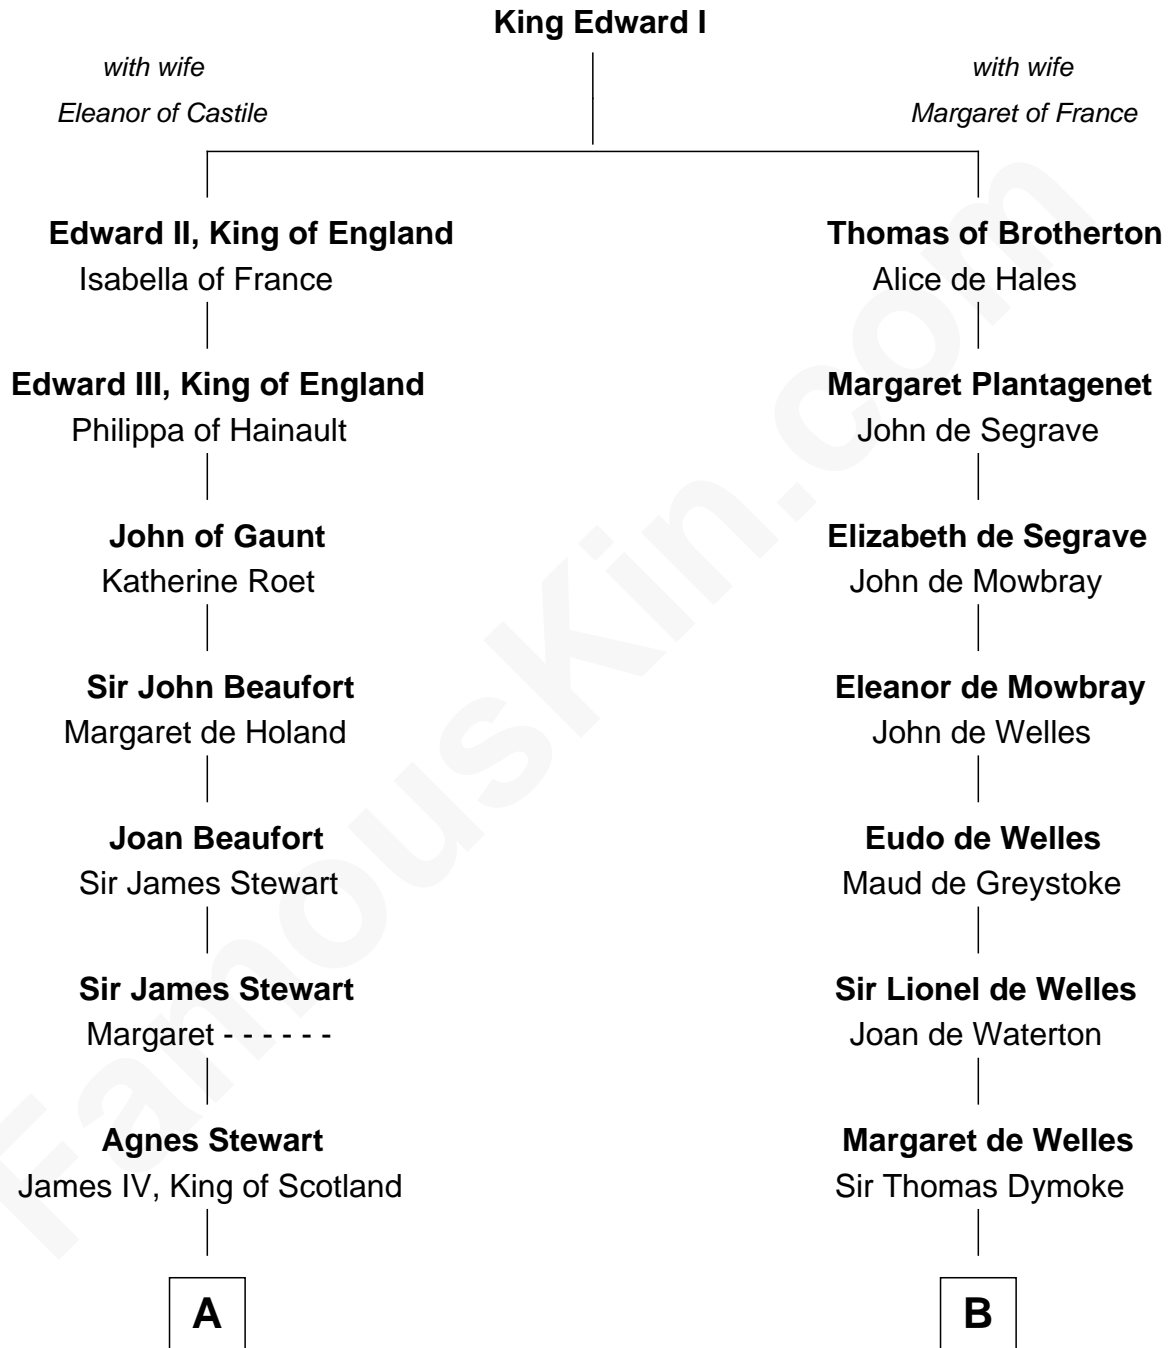 King Edward I
with wife
Eleanor of Castile
with wife
Margaret of France
Edward II, King of England
Isabella of France
Thomas of Brotherton
Alice de Hales
Edward III, King of England
Philippa of Hainault
Margaret Plantagenet
John de Segrave
John of Gaunt
Katherine Roet
Elizabeth de Segrave
John de Mowbray
Sir John Beaufort
Margaret de Holand
Eleanor de Mowbray
John de Welles
Joan Beaufort
Sir James Stewart
Eudo de Welles
Maud de Greystoke
Sir James Stewart
Margaret - - - - - -
Sir Lionel de Welles
Joan de Waterton
Agnes Stewart
James IV, King of Scotland
Margaret de Welles
Sir Thomas Dymoke
A
B
FamousKin.com